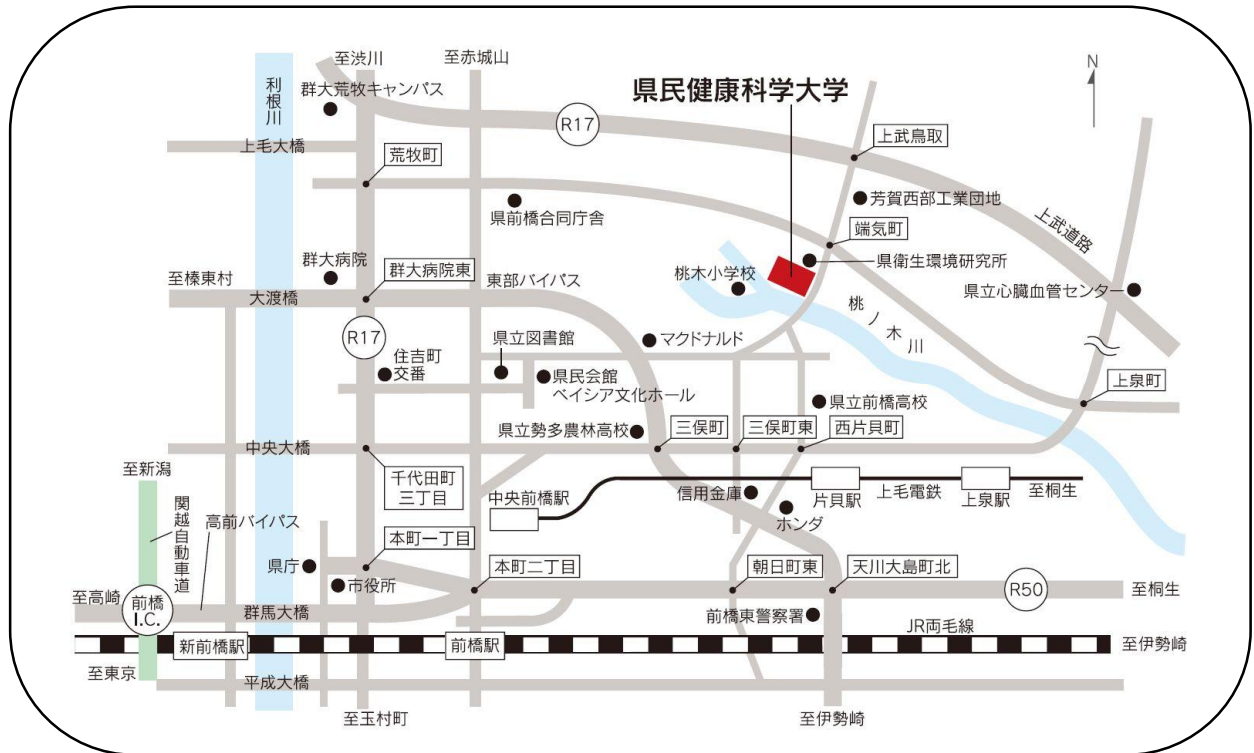 至渋川
至赤城山
N
利根川
群大荒牧キャンパス
県民健康科学大学
R17
上毛大橋
荒牧町
上武鳥取
県前橋合同庁舎
芳賀西部工業団地
端気町
上武道路
群大病院
群大病院東
至榛東村
大渡橋
東部バイパス
桃木小学校
県衛生環境研究所
県立心臓血管センター
桃ノ木川
R17
住吉町
交番
県立図書館
マクドナルド
県民会館
ベイシア文化ホール
上泉町
県立前橋高校
県立勢多農林高校
三俣町
三俣町東
西片貝町
中央大橋
至新潟
千代田町
三丁目
中央前橋駅
信用金庫
片貝駅
上毛電鉄
上泉駅
至桐生
ホンダ
関越自動車道
高前バイパス
本町一丁目
県庁
市役所
本町二丁目
朝日町東
天川大島町北
R50
至桐生
至高崎
前橋
I.C.
群馬大橋
前橋東警察署
JR両毛線
新前橋駅
前橋駅
至伊勢崎
至東京
平成大橋
至玉村町
至伊勢崎